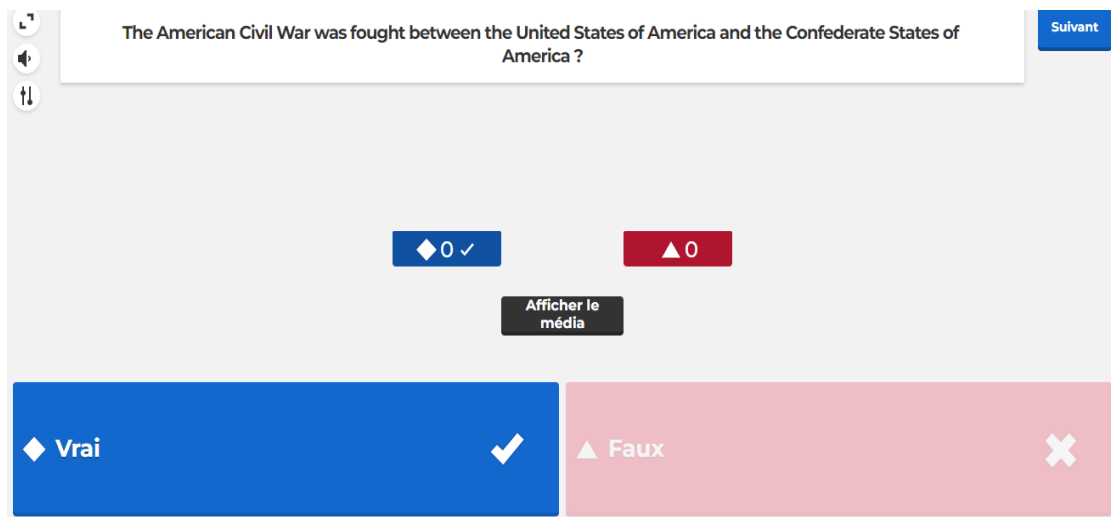 The American Civil War was fought between the United States of America and the Confederate States of
America ?
Suivant
0
0
Afficher le
média
Vrai
Faux